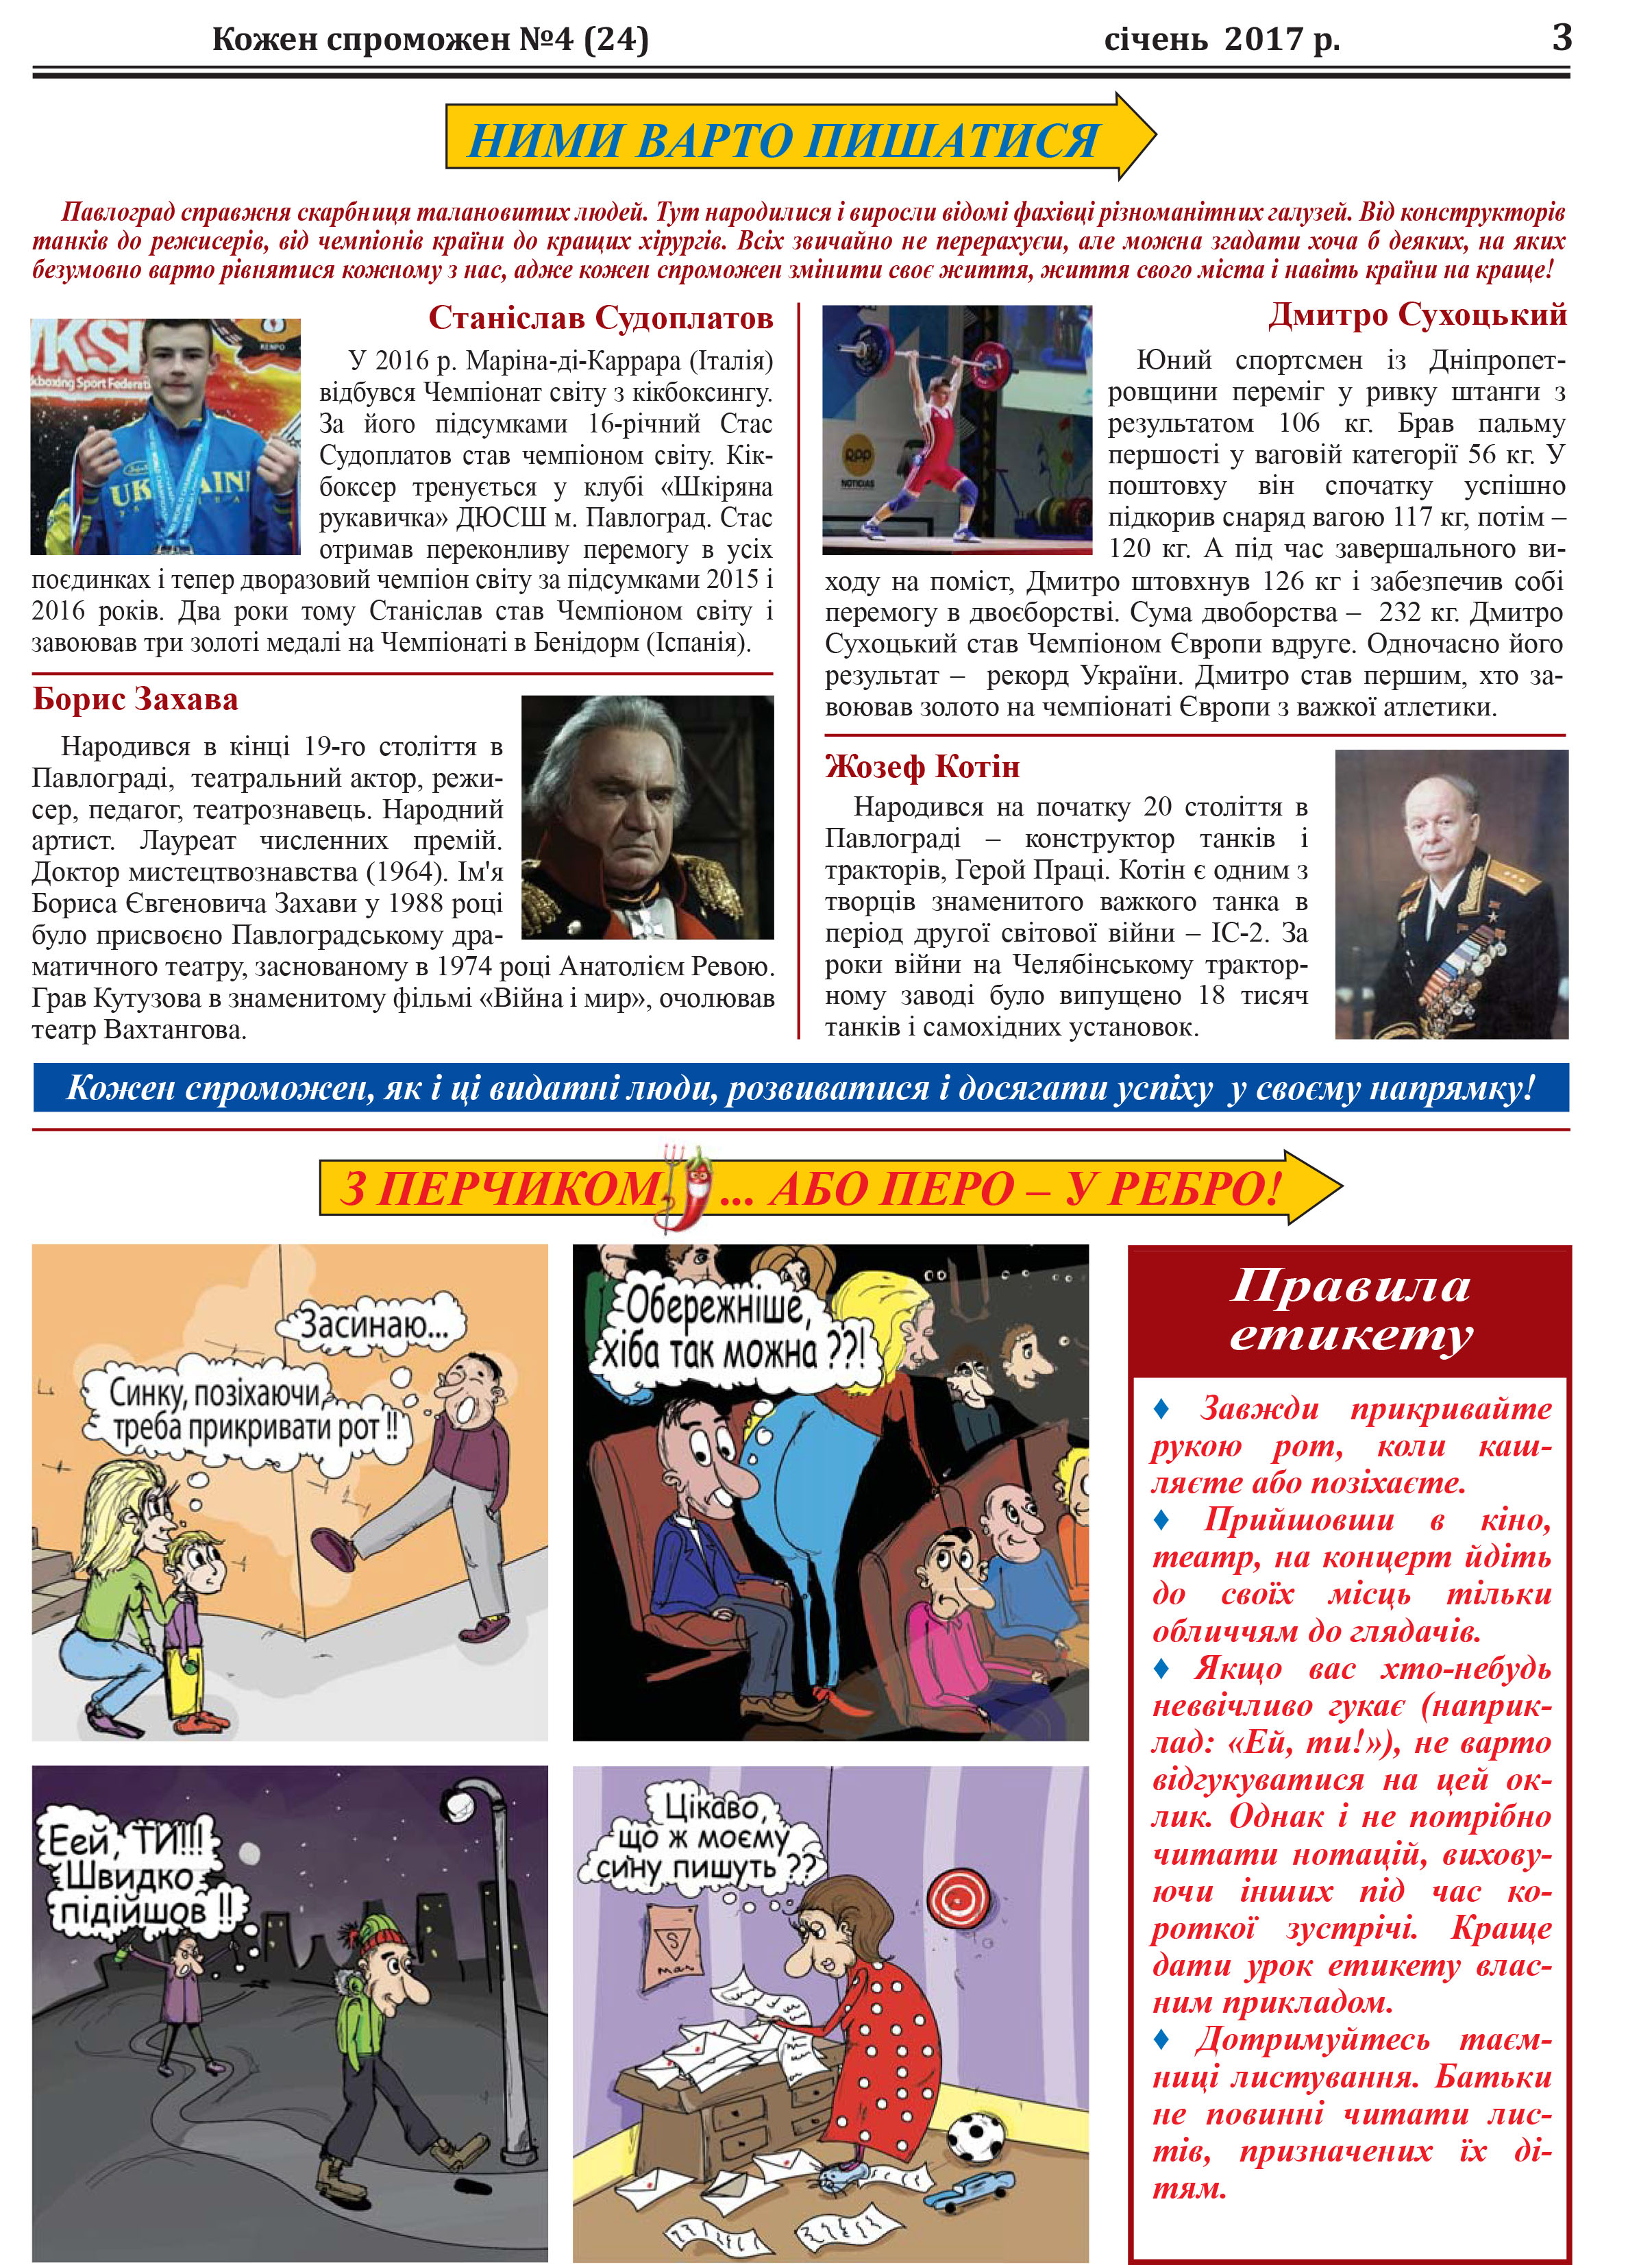 Кожен спроможен №4 (24) січень 2017 р. 3
НИМИ ВАРТО ПИШАТИСЯ
Павлоград справжня скарбниця талановитих людей. Тут народилися і виросли відомі фахівці різноманітних галузей. Від конструкторів
танків до режисерів, від чемпіонів країни до кращих хірургів. Всіх звичайно не перерахуєш, але можна згадати хоча б деяких, на яких
безумовно варто рівнятися кожному з нас, адже кожен спроможен змінити своє життя, життя свого міста і навіть країни на краще!
Станіслав Судоплатов
У 2016 р. Маріна-ді-Каррара (Італія)
відбувся Чемпіонат світу з кікбоксингу.
За його підсумками 16-річний Стас
Судоплатов став чемпіоном світу. Кік-
боксер тренується у клубі «Шкіряна
рукавичка» ДЮСШ м. Павлоград. Стас
отримав переконливу перемогу в усіх
поєдинках і тепер дворазовий чемпіон світу за підсумками 2015 і
2016 років. Два роки тому Станіслав став Чемпіоном світу і
завоював три золоті медалі на Чемпіонаті в Бенідорм (Іспанія).
Борис Захава
Народився в кінці 19-го століття в
Павлограді, театральний актор, режи-
сер, педагог, театрознавець. Народний
артист. Лауреат численних премій.
Доктор мистецтвознавства (1964). Ім'я
Бориса Євгеновича Захави у 1988 році
було присвоєно Павлоградському дра-
матичного театру, заснованому в 1974 році Анатолієм Ревою.
Грав Кутузова в знаменитому фільмі «Війна і мир», очолював
театр Вахтангова.
Дмитро Сухоцький
Юний спортсмен із Дніпропет-
ровщини переміг у ривку штанги з
результатом 106 кг. Брав пальму
першості у ваговій категорії 56 кг. У
поштовху він спочатку успішно
підкорив снаряд вагою 117 кг, потім –
120 кг. А під час завершального ви-
ходу на поміст, Дмитро штовхнув 126 кг і забезпечив собі
перемогу в двоєборстві. Сума двоборства – 232 кг. Дмитро
Сухоцький став Чемпіоном Європи вдруге. Одночасно його
результат – рекорд України. Дмитро став першим, хто за-
воював золото на чемпіонаті Європи з важкої атлетики.
Жозеф Котін
Народився на початку 20 століття в
Павлограді – конструктор танків і
тракторів, Герой Праці. Котін є одним з
творців знаменитого важкого танка в
період другої світової війни – ІС-2. За
роки війни на Челябінському трактор-
ному заводі було випущено 18 тисяч
танків і самохідних установок.
Кожен спроможен, як і ці видатні люди, розвиватися і досягати успіху у своєму напрямку!
З ПЕРЧИКОМ ... АБО ПЕРО – У РЕБРО!
Засинаю...
Синку, позіхаючи,
треба прикривати рот !!
Обережніше,
хіба так можна ??!
Еей, ТИ!!!
Швидко
підійшов !!
Цікаво,
що ж моєму
сину пишуть ??
Правила
етикету
♦ Завжди прикривайте
рукою рот, коли каш-
ляєте або позіхаєте.
♦ Прийшовши в кіно,
театр, на концерт йдіть
до своїх місць тільки
обличчям до глядачів.
♦ Якщо вас хто-небудь
неввічливо гукає (наприк-
лад: «Ей, ти!»), не варто
відгукуватися на цей ок-
лик. Однак і не потрібно
читати нотацій, вихову-
ючи інших під час ко-
роткої зустрічі. Краще
дати урок етикету влас-
ним прикладом.
♦ Дотримуйтесь таєм-
ниці листування. Батьки
не повинні читати лис-
тів, призначених їх ді-
тям.